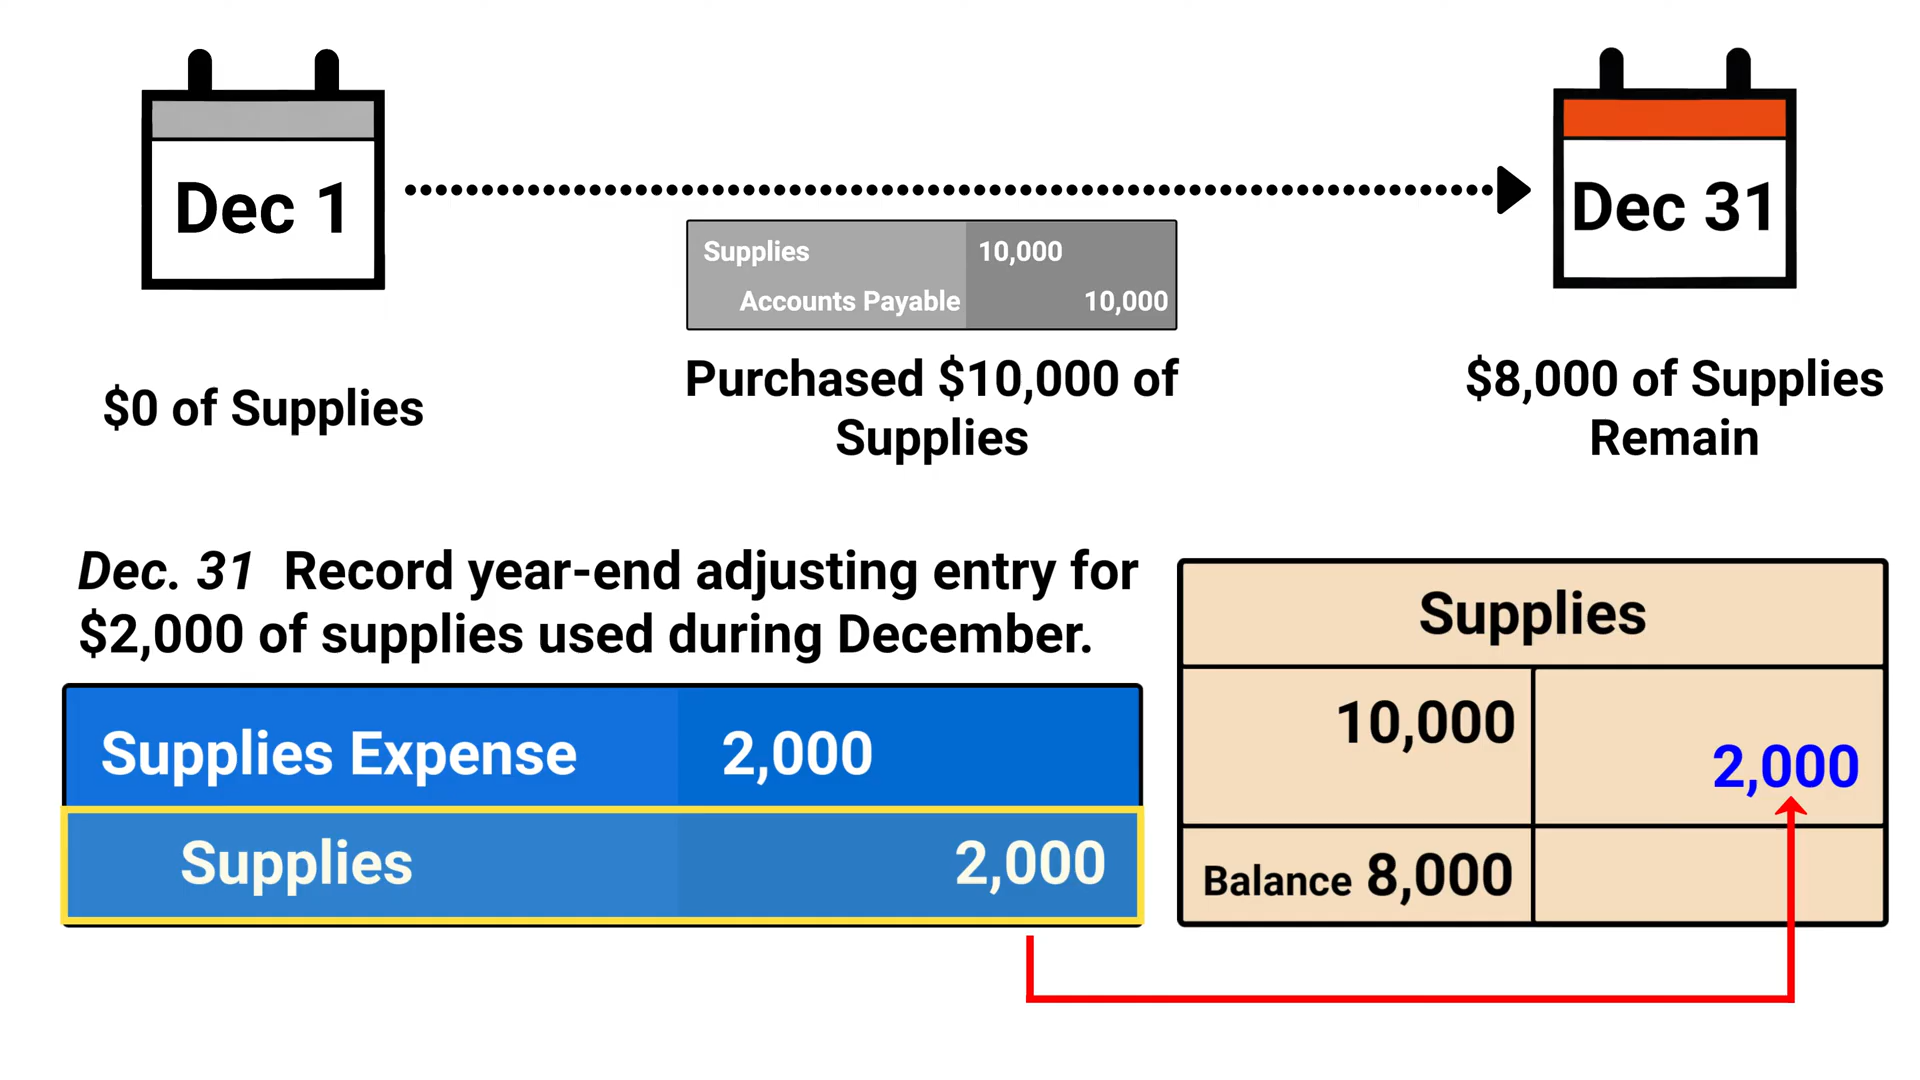 Dec 1
Dec 31
Supplies 10,000
Accounts Payable 10,000
$0 of Supplies
Purchased $10,000 of
Supplies
$8,000 of Supplies
Remain
Dec. 31 Record year-end adjusting entry for
$2,000 of supplies used during December.
Supplies Expense 2,000
Supplies 2,000
Supplies
10,000
2,000
Balance 8,000